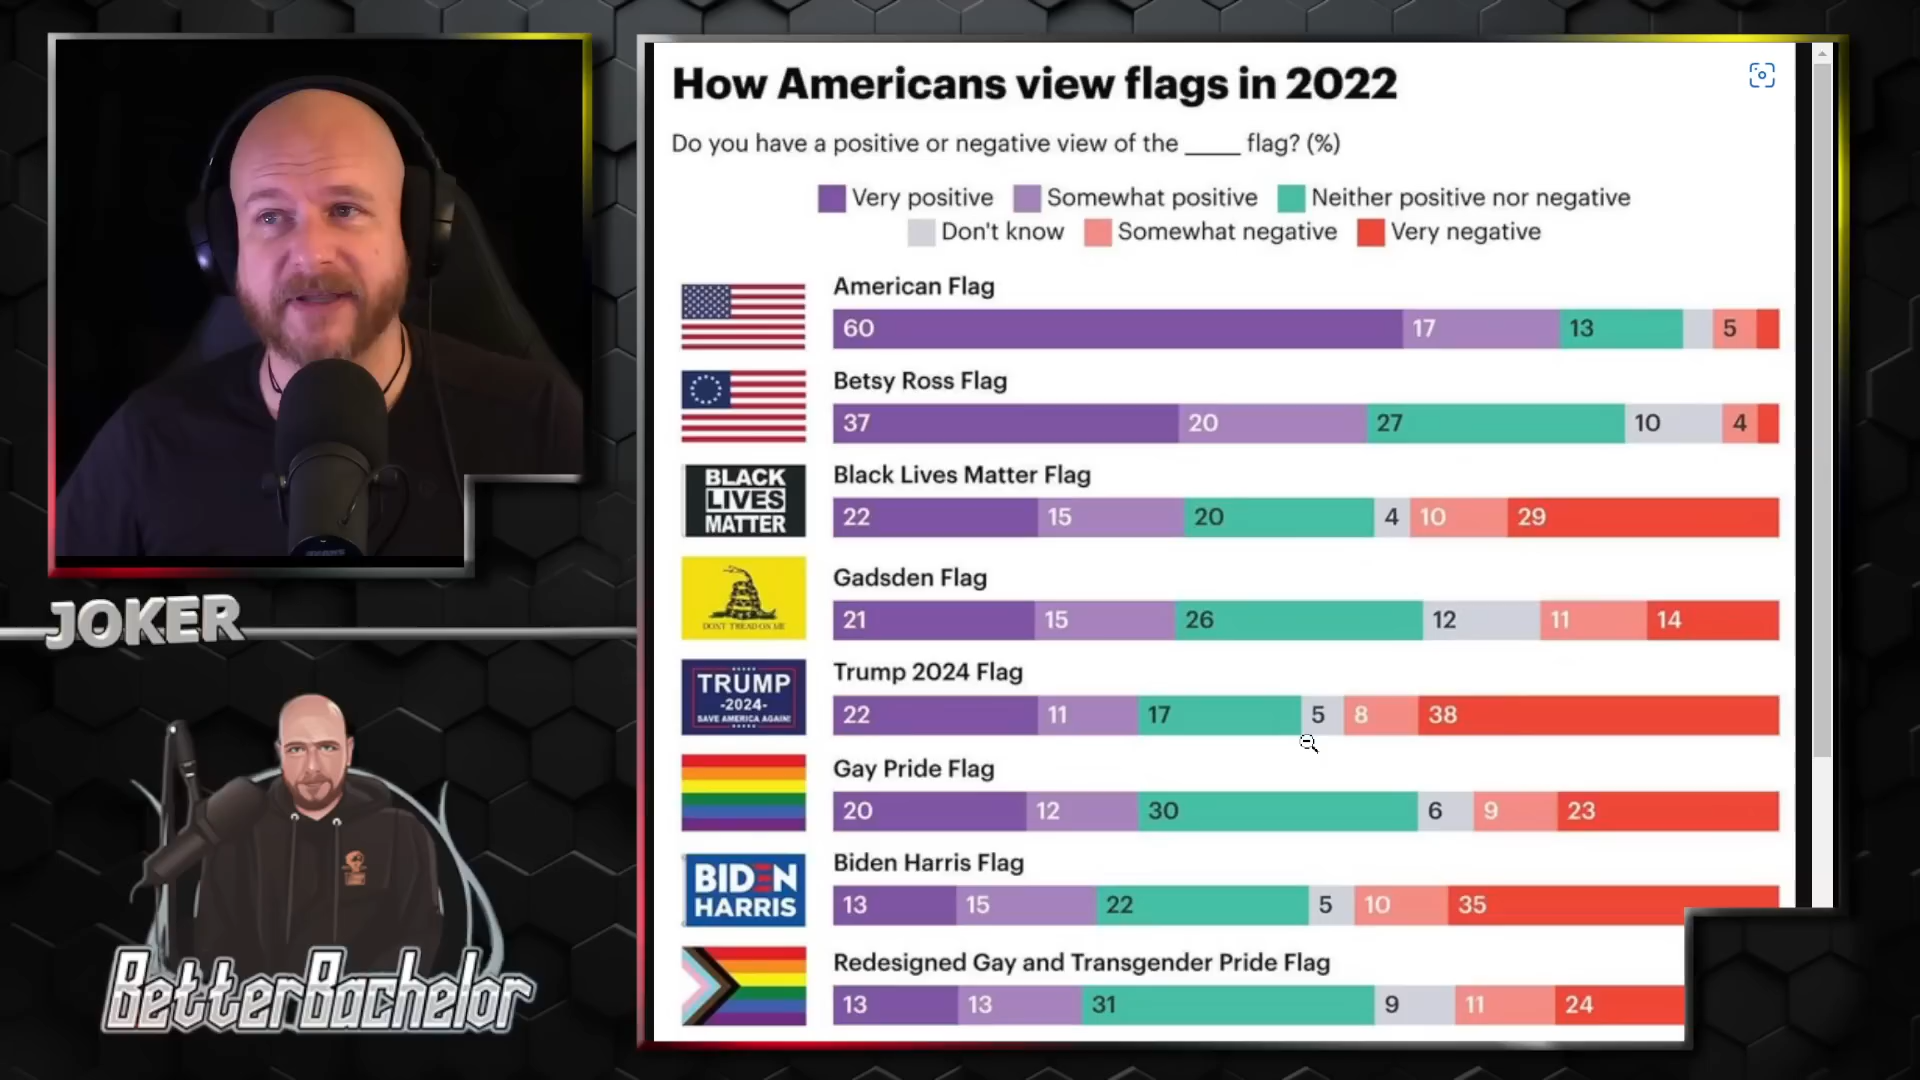 How Americans view flags in 2022
Do you have a positive or negative view of the _____ flag? (%)
Very positive Somewhat positive Neither positive nor negative
Don't know Somewhat negative Very negative
American Flag
60 17 13 5
Betsy Ross Flag
37 20 27 10 4
BLACK
LIVES
MATTER
Black Lives Matter Flag
22 15 20 4 10 29
DONT TREAD ON ME
Gadsden Flag
21 15 26 12 11 14
TRUMP
-2024-
SAVE AMERICA AGAIN!
Trump 2024 Flag
22 11 17 5 8 38
Gay Pride Flag
20 12 30 6 9 23
BIDEN
HARRIS
Biden Harris Flag
13 15 22 5 10 35
Redesigned Gay and Transgender Pride Flag
13 13 31 9 11 24
JOKER
BetterBachelor